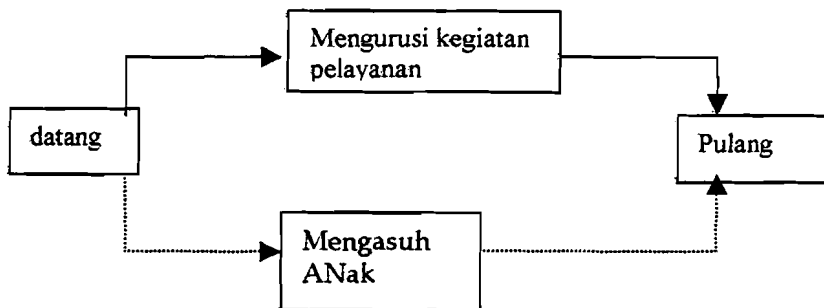 Mengurusi kegiatan
pelayanan
datang
Pulang
Mengasuh
ANak